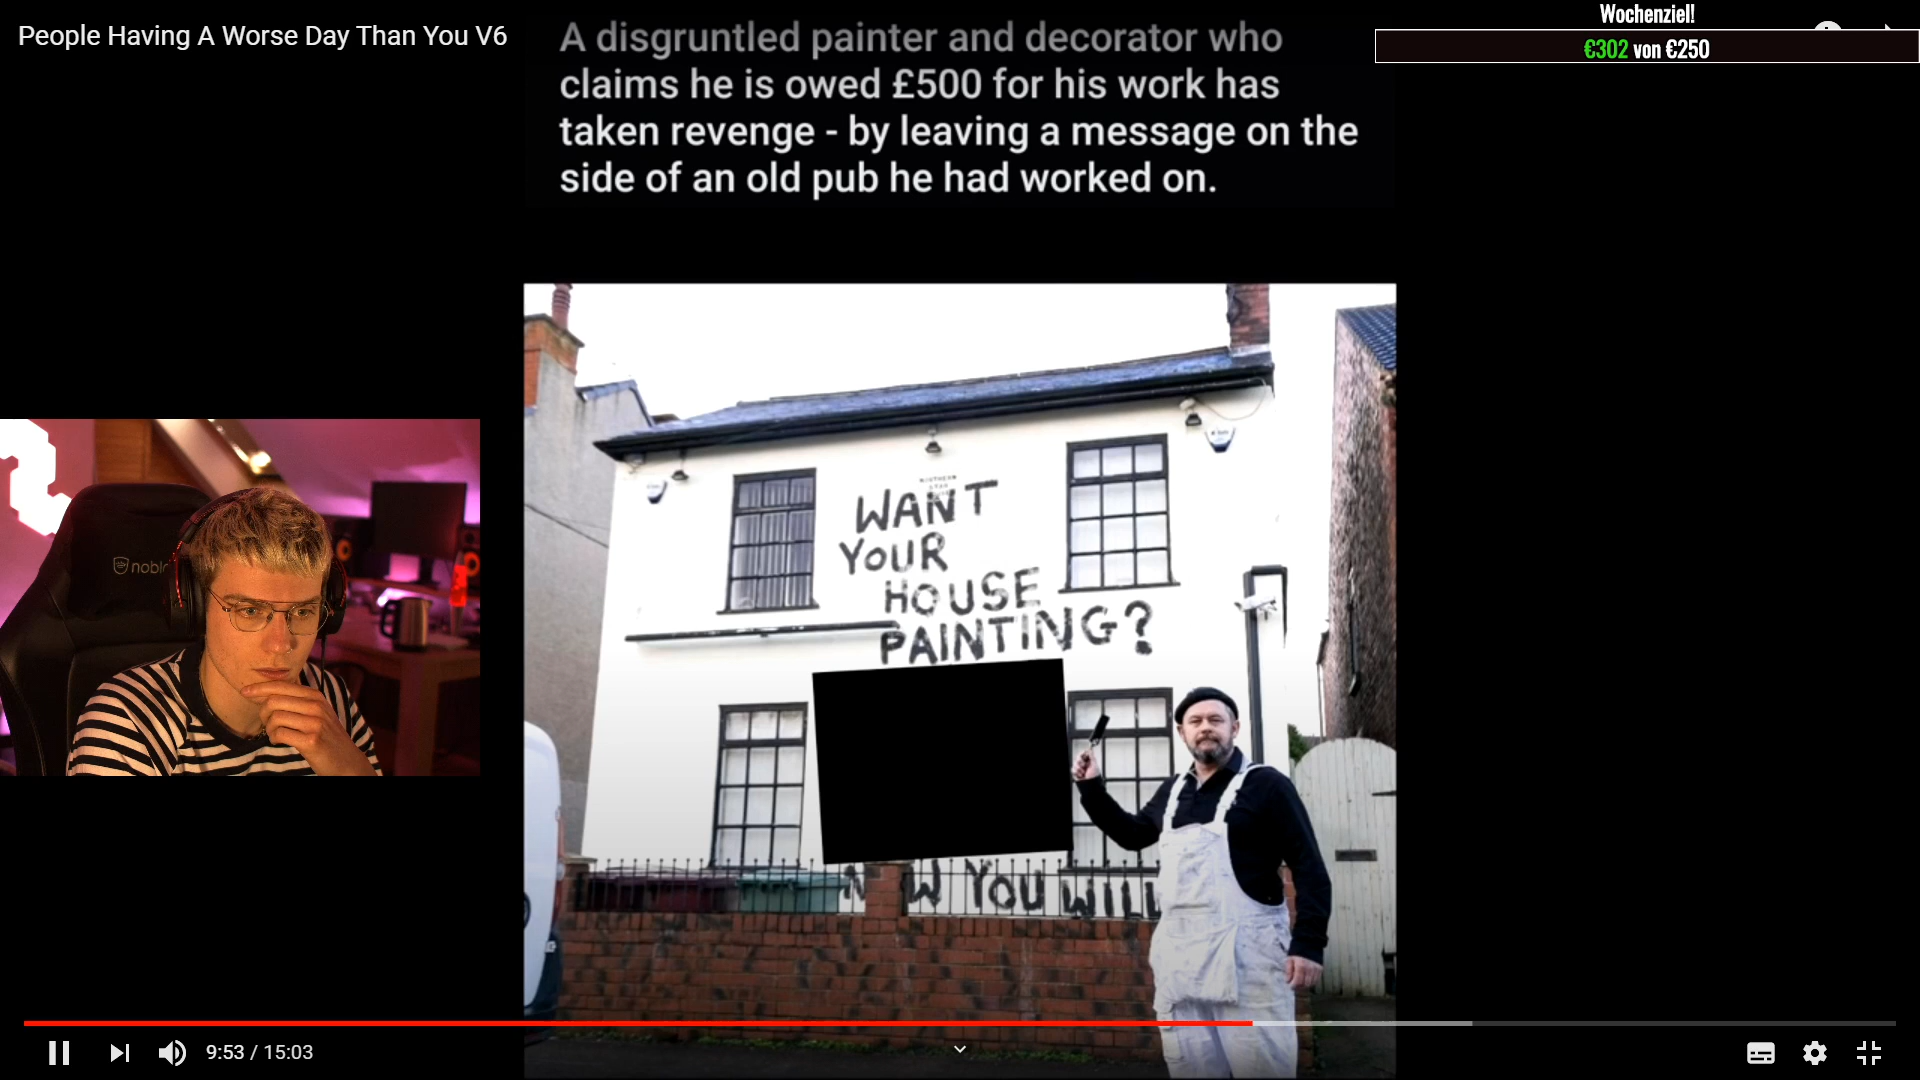 People Having A Worse Day Than You V6
A disgruntled painter and decorator who
claims he is owed £500 for his work has
taken revenge - by leaving a message on the
side of an old pub he had worked on.
Wochenziel!
€302 von €250
WANT
YOUR
HOUSE
PAINTING?
YOU WILL
9:53 / 15:03